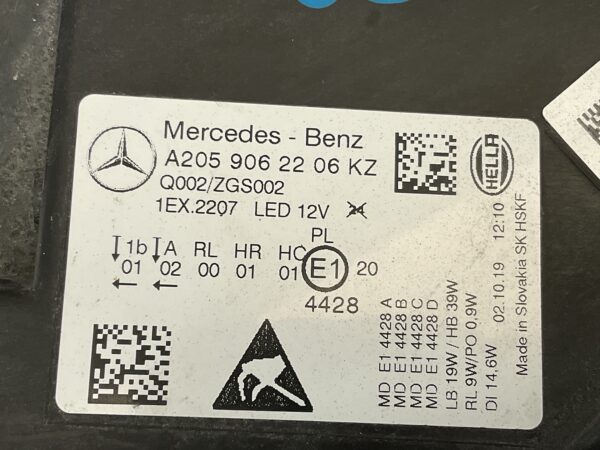 Mercedes - Benz
A205 906 22 06 KZ
Q002/ZGS002
1EX.2207 LED 12V 24
PL
1b A RL HR HC E1 20
01 02 00 01 01
4428
HELLA
MD E1 4428 A
MD E1 4428 B
MD E1 4428 C
MD E1 4428 D
LB 19W / HB 39W
RL 9W/PO 0,9W
DI 14,6W 02.10.19 12:10
Made in Slovakia SK HSKF